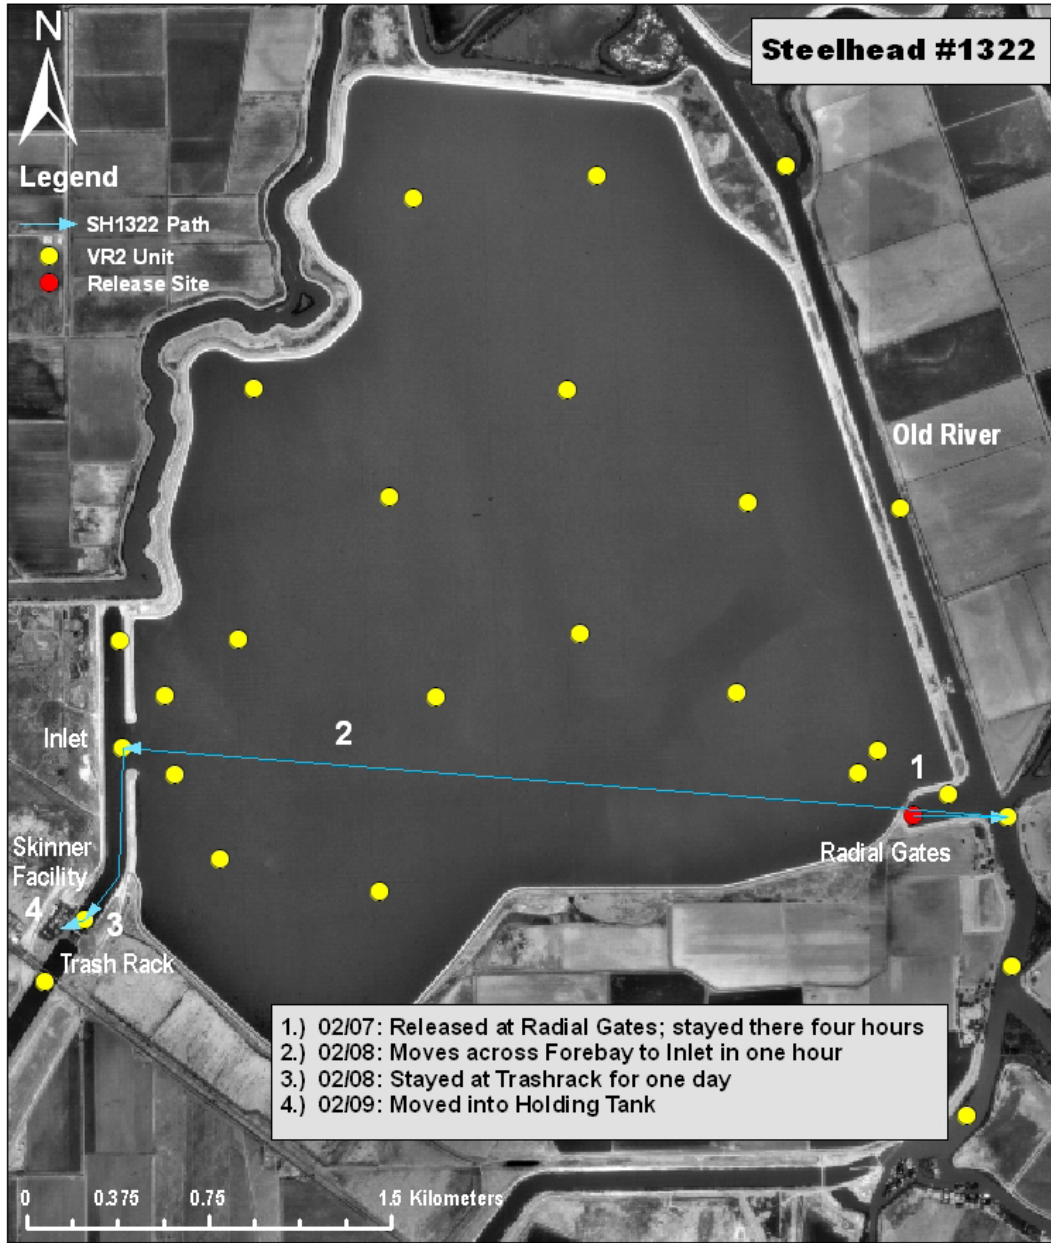 Steelhead #1322
N
Legend
SH1322 Path
VR2 Unit
Release Site
Old River
2
Inlet
1
Radial Gates
Skinner
Facility
4
3
Trash Rack
1.) 02/07: Released at Radial Gates; stayed there four hours
2.) 02/08: Moves across Forebay to Inlet in one hour
3.) 02/08: Stayed at Trashrack for one day
4.) 02/09: Moved into Holding Tank
0 0.375 0.75 1.5 Kilometers